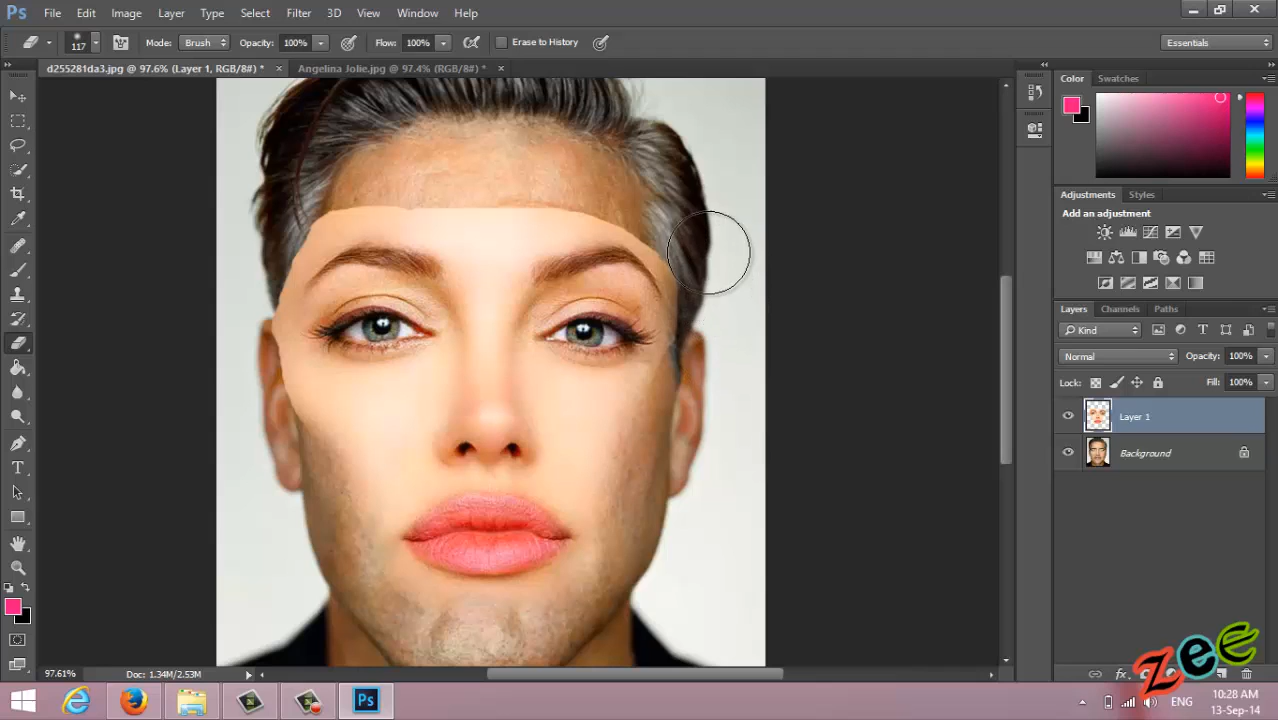 Ps File Edit Image Layer Type Select Filter 3D View Window Help
117 Mode: Brush Opacity: 100% Flow: 100% Erase to History Essentials
d255281da3.jpg @ 97.6% (Layer 1, RGB/8#) * × Angelina Jolie.jpg @ 97.4% (RGB/8#) * ×
Color Swatches
Adjustments Styles
Add an adjustment
Layers Channels Paths
Kind
Normal Opacity: 100%
Lock: Fill: 100%
Layer 1
Background
T
97.61% Doc: 1.34M/2.53M
fx
zee
Ps ENG 10:28 AM
13-Sep-14